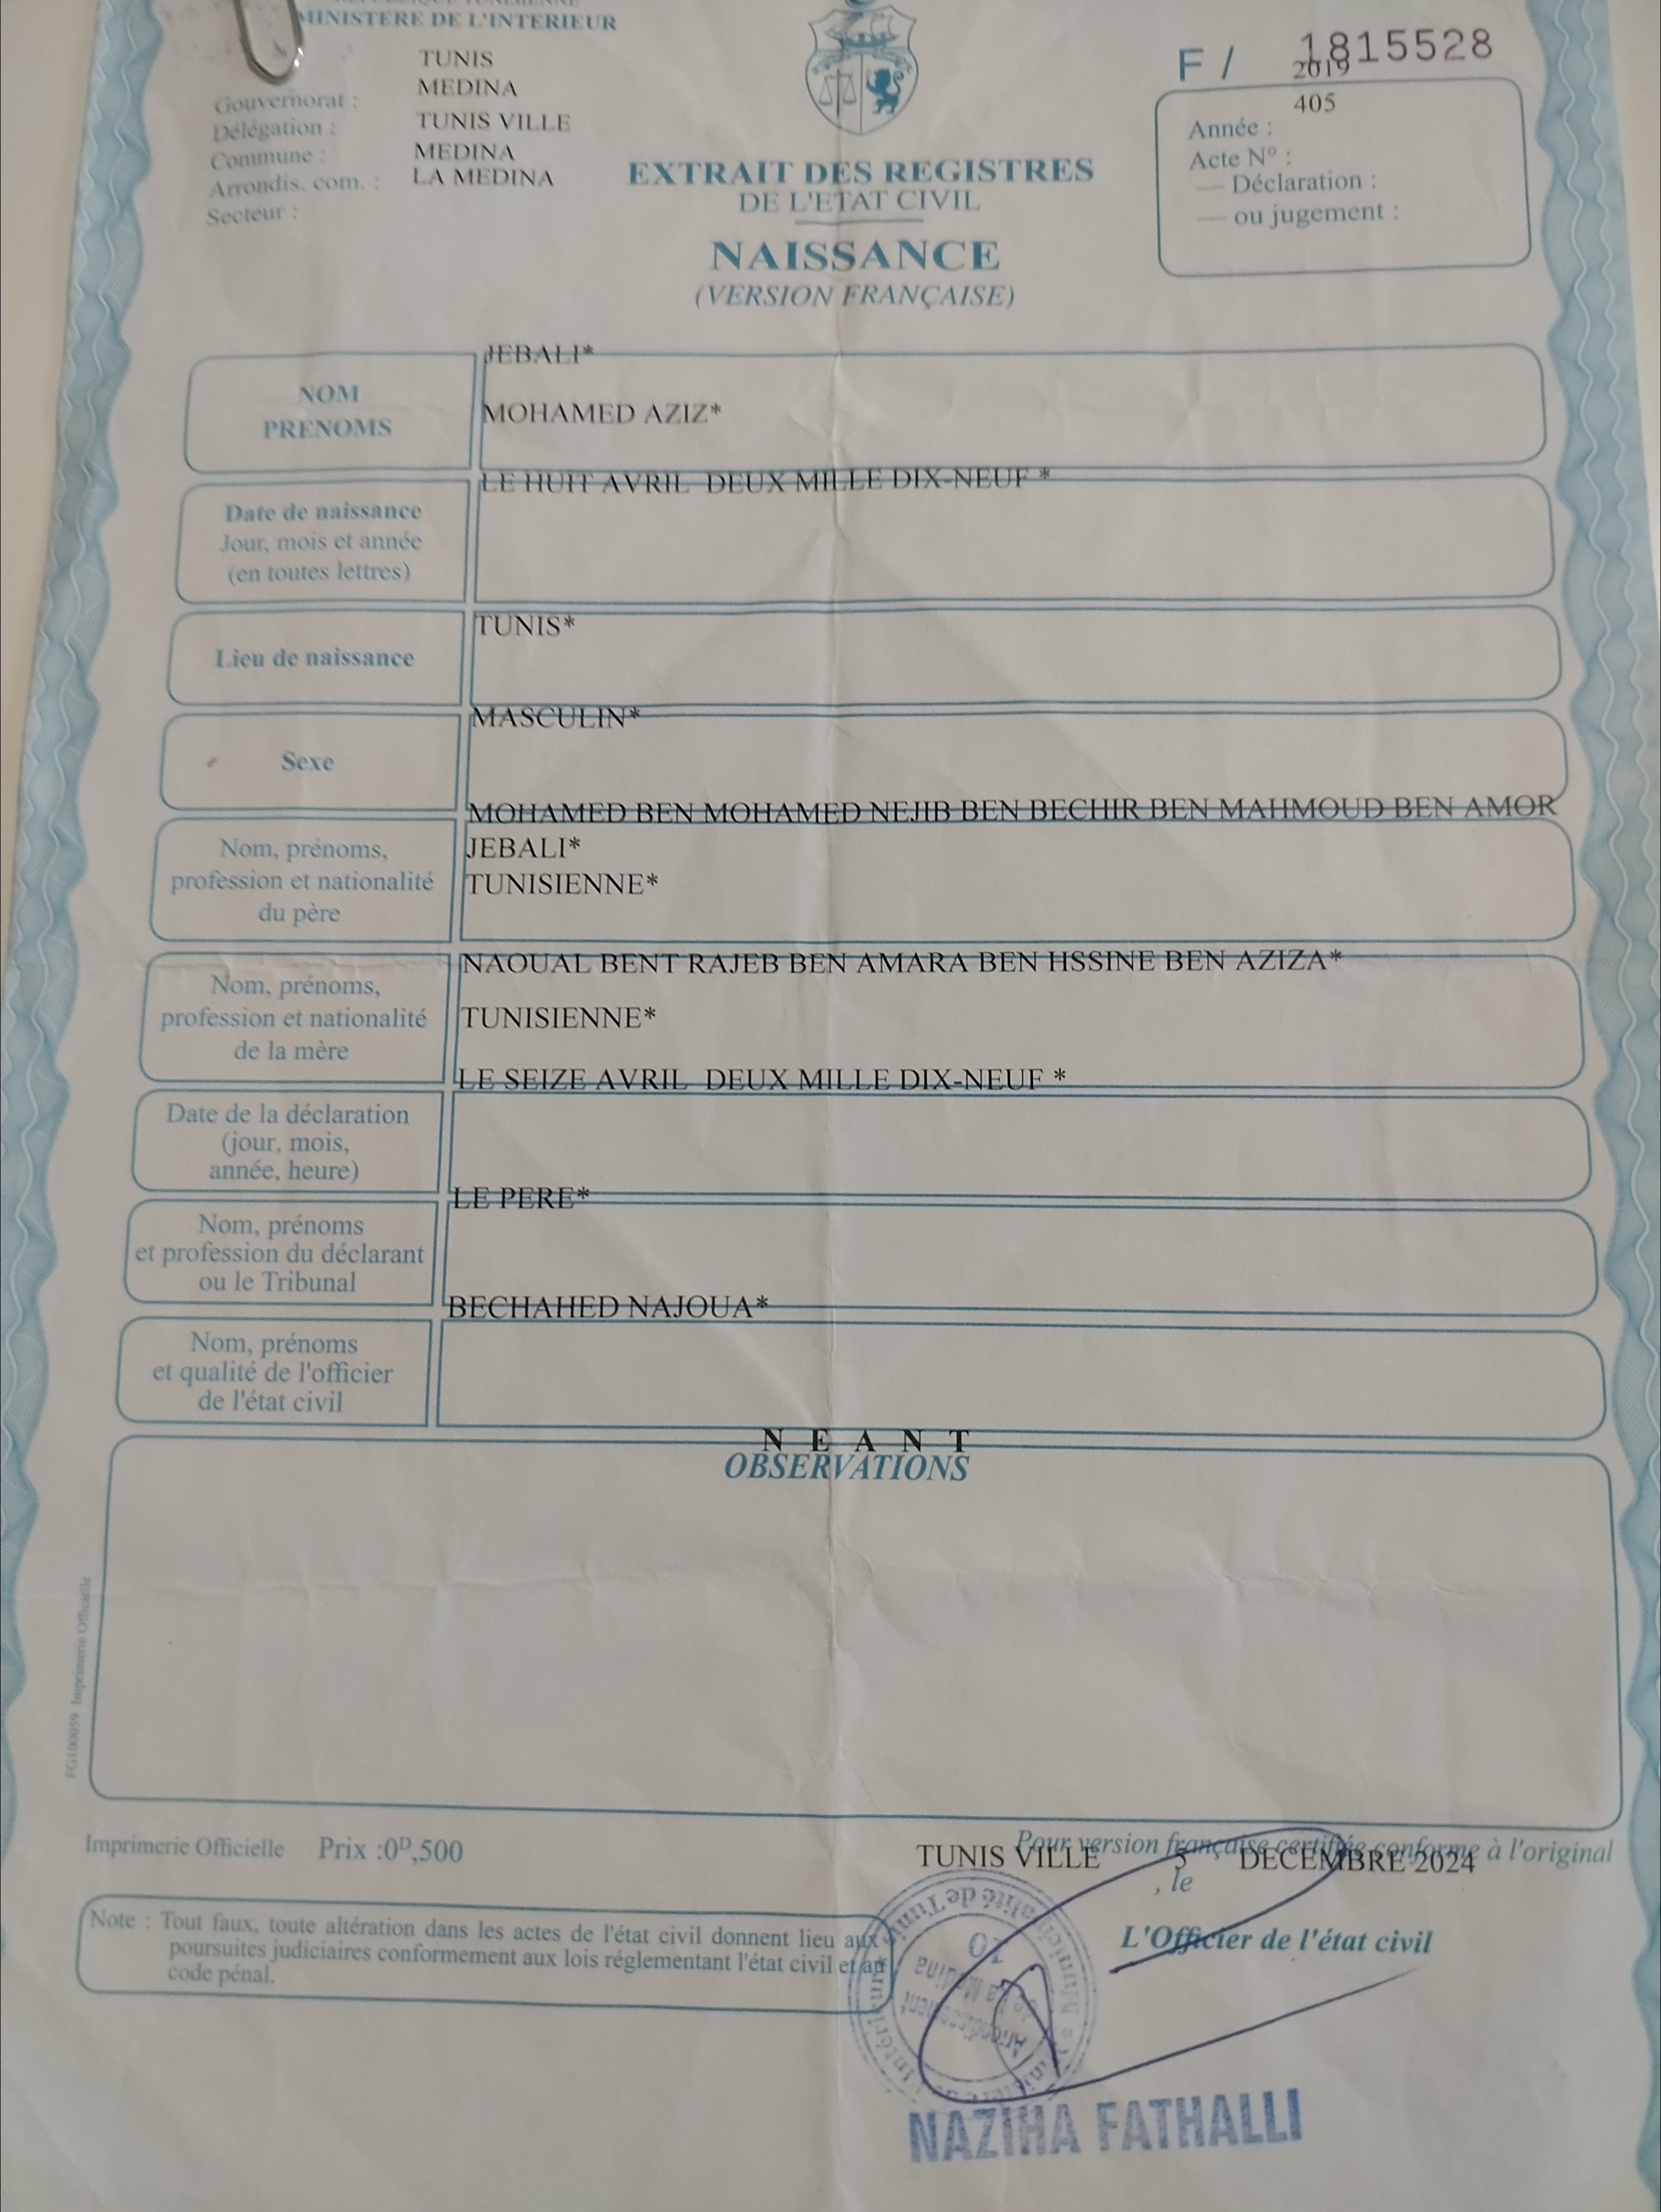 MINISTERE DE L'INTERIEUR
Gouvernorat : TUNIS
Délégation : MEDINA
Commune : TUNIS VILLE
Arrondis. com. : MEDINA
Secteur : LA MEDINA
F / 1815528
2019
405
Année :
Acte N° :
— Déclaration :
— ou jugement :
EXTRAIT DES REGISTRES
DE L'ETAT CIVIL
NAISSANCE
(VERSION FRANÇAISE)
NOM
PRENOMS
JEBALI*
MOHAMED AZIZ*
Date de naissance
Jour, mois et année
(en toutes lettres)
LE HUIT AVRIL DEUX MILLE DIX-NEUF *
Lieu de naissance
TUNIS*
Sexe
MASCULIN*
Nom, prénoms,
profession et nationalité
du père
MOHAMED BEN MOHAMED NEJIB BEN BECHIR BEN MAHMOUD BEN AMOR
JEBALI*
TUNISIENNE*
Nom, prénoms,
profession et nationalité
de la mère
NAOUAL BENT RAJEB BEN AMARA BEN HSSINE BEN AZIZA*
TUNISIENNE*
Date de la déclaration
(jour, mois,
année, heure)
LE SEIZE AVRIL DEUX MILLE DIX-NEUF *
Nom, prénoms
et profession du déclarant
ou le Tribunal
LE PERE*
Nom, prénoms
et qualité de l'officier
de l'état civil
BECHAHED NAJOUA*
N E A N T
OBSERVATIONS
FG100059 Imprimerie Officielle
Imprimerie Officielle Prix :0D,500
Pour version française certifiée conforme à l'original
TUNIS VILLE 5 DECEMBRE 2024
, le
L'Officier de l'état civil
Note : Tout faux, toute altération dans les actes de l'état civil donnent lieu aux
poursuites judiciaires conformement aux lois réglementant l'état civil et au
code pénal.
Arrondissement
La Médina
10
NAZIHA FATHALLI